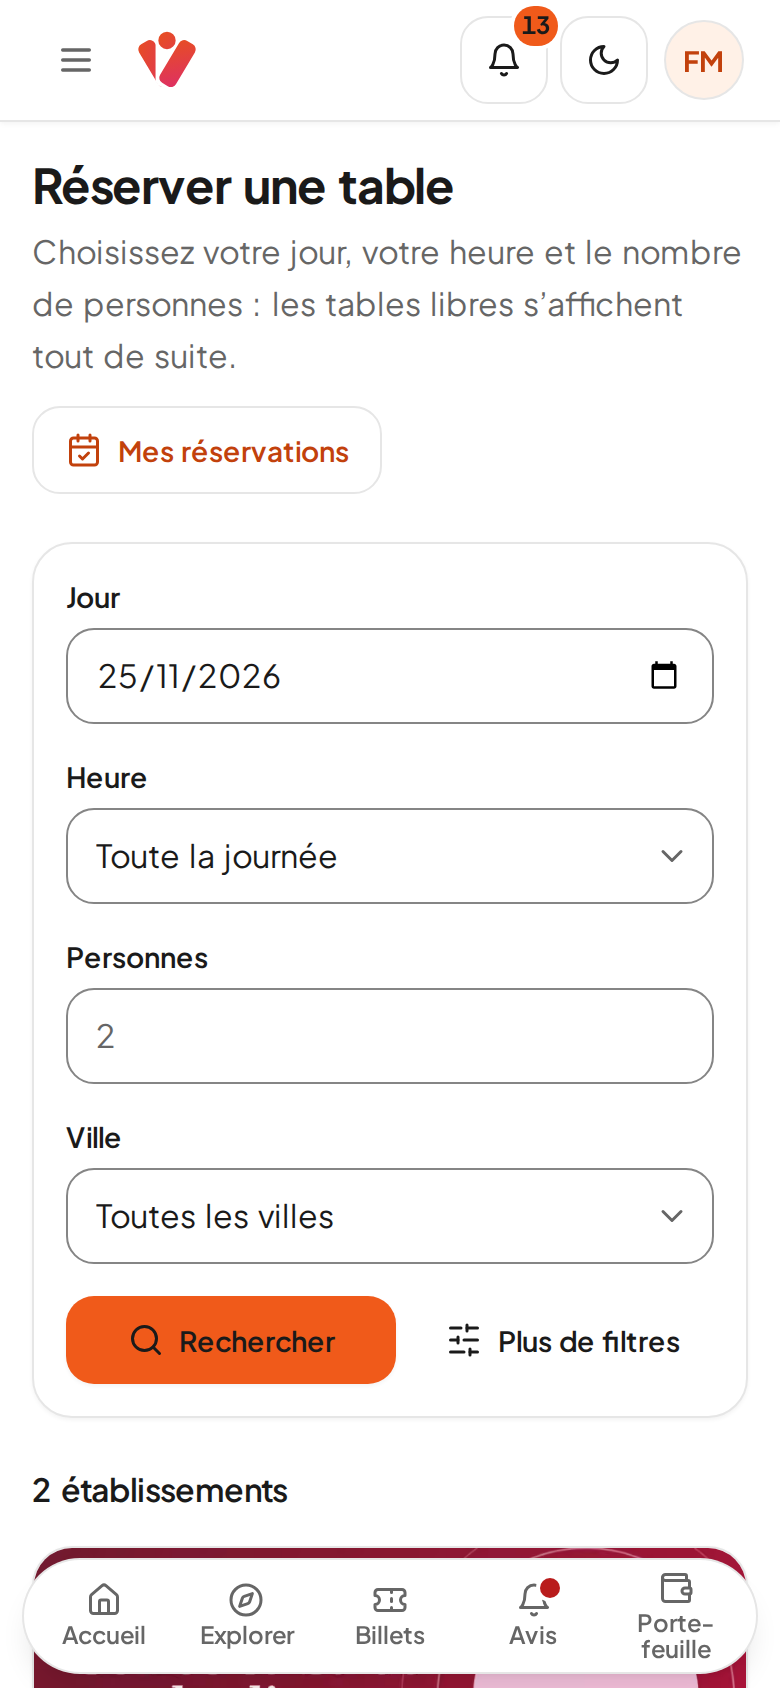 13
FM
Réserver une table
Choisissez votre jour, votre heure et le nombre
de personnes : les tables libres s’affichent
tout de suite.
Mes réservations
Jour
25/11/2026
Heure
Toute la journée
Personnes
2
Ville
Toutes les villes
Rechercher
Plus de filtres
2 établissements
Accueil
Explorer
Billets
Avis
Porte-
feuille